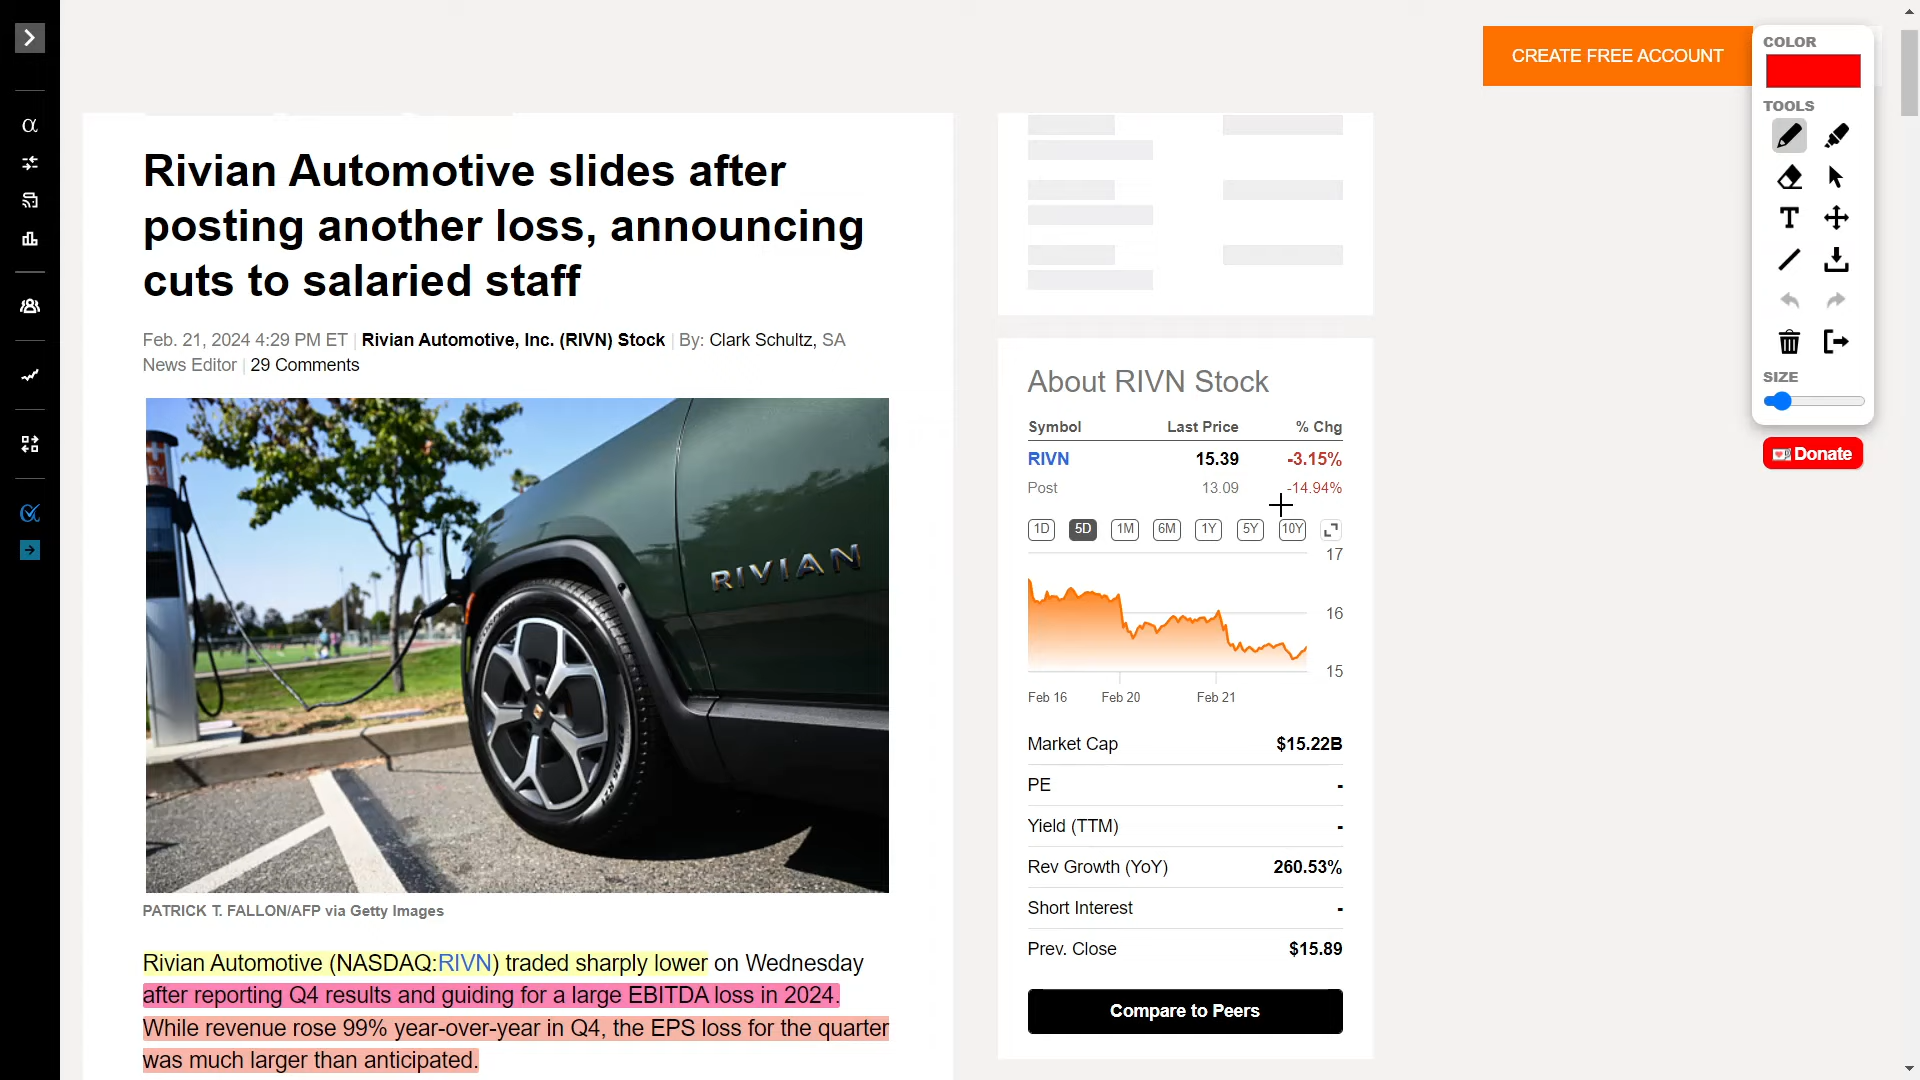 CREATE FREE ACCOUNT
COLOR
TOOLS
SIZE
Donate
Rivian Automotive slides after
posting another loss, announcing
cuts to salaried staff
Feb. 21, 2024 4:29 PM ET | Rivian Automotive, Inc. (RIVN) Stock | By: Clark Schultz, SA
News Editor | 29 Comments
RIVIAN
PATRICK T. FALLON/AFP via Getty Images
Rivian Automotive (NASDAQ:RIVN) traded sharply lower on Wednesday
after reporting Q4 results and guiding for a large EBITDA loss in 2024.
While revenue rose 99% year-over-year in Q4, the EPS loss for the quarter
was much larger than anticipated.
About RIVN Stock
Symbol Last Price % Chg
RIVN 15.39 -3.15%
Post 13.09 -14.94%
1D 5D 1M 6M 1Y 5Y 10Y
17
16
15
Feb 16 Feb 20 Feb 21
Market Cap $15.22B
PE -
Yield (TTM) -
Rev Growth (YoY) 260.53%
Short Interest -
Prev. Close $15.89
Compare to Peers